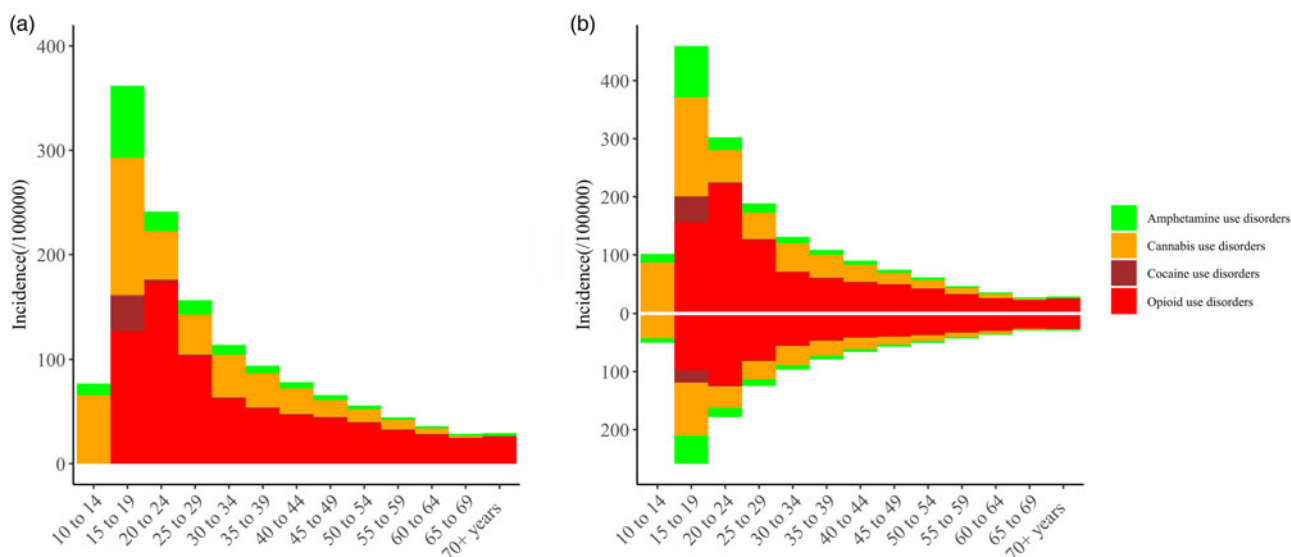 (a)
Incidence(/100000)
400
300
200
100
0
10 to 14
15 to 19
20 to 24
25 to 29
30 to 34
35 to 39
40 to 44
45 to 49
50 to 54
55 to 59
60 to 64
65 to 69
70+ years
(b)
Incidence(/100000)
400
300
200
100
0
100
200
10 to 14
15 to 19
20 to 24
25 to 29
30 to 34
35 to 39
40 to 44
45 to 49
50 to 54
55 to 59
60 to 64
65 to 69
70+ years
Amphetamine use disorders
Cannabis use disorders
Cocaine use disorders
Opioid use disorders